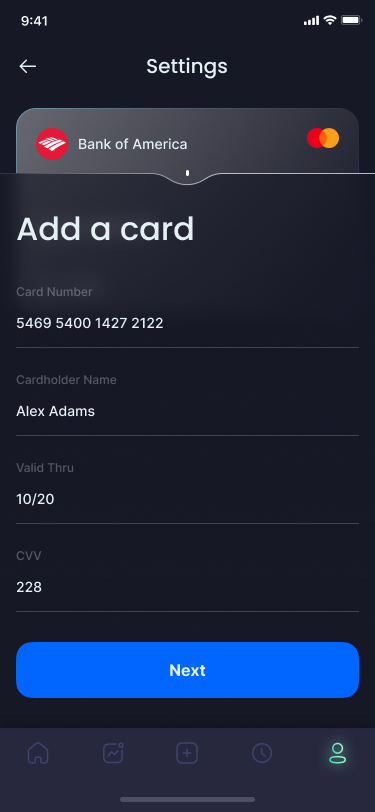 9:41
Settings
Bank of America
Add a card
Card Number
5469 5400 1427 2122
Cardholder Name
Alex Adams
Valid Thru
10/20
CVV
228
Next